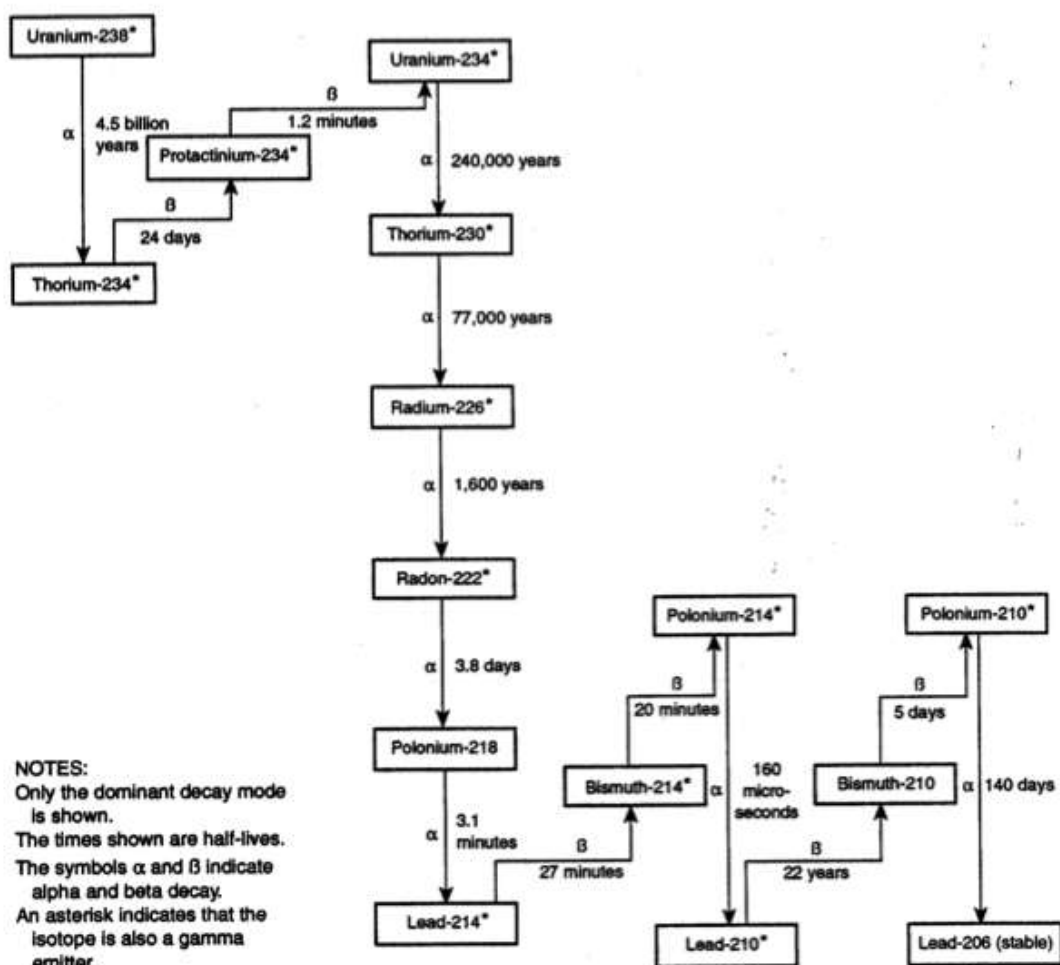 Uranium-238*
Uranium-234*
β
1.2 minutes
α
4.5 billion
years
Protactinium-234*
α
240,000 years
β
24 days
Thorium-230*
Thorium-234*
α
77,000 years
Radium-226*
α
1,600 years
Radon-222*
Polonium-214*
Polonium-210*
α
3.8 days
β
20 minutes
β
5 days
Polonium-218
Bismuth-214*
α
160
micro-
seconds
Bismuth-210
α
140 days
α
3.1
minutes
β
27 minutes
β
22 years
Lead-214*
Lead-210*
Lead-206 (stable)
NOTES:
Only the dominant decay mode
is shown.
The times shown are half-lives.
The symbols α and β indicate
alpha and beta decay.
An asterisk indicates that the
isotope is also a gamma
emitter